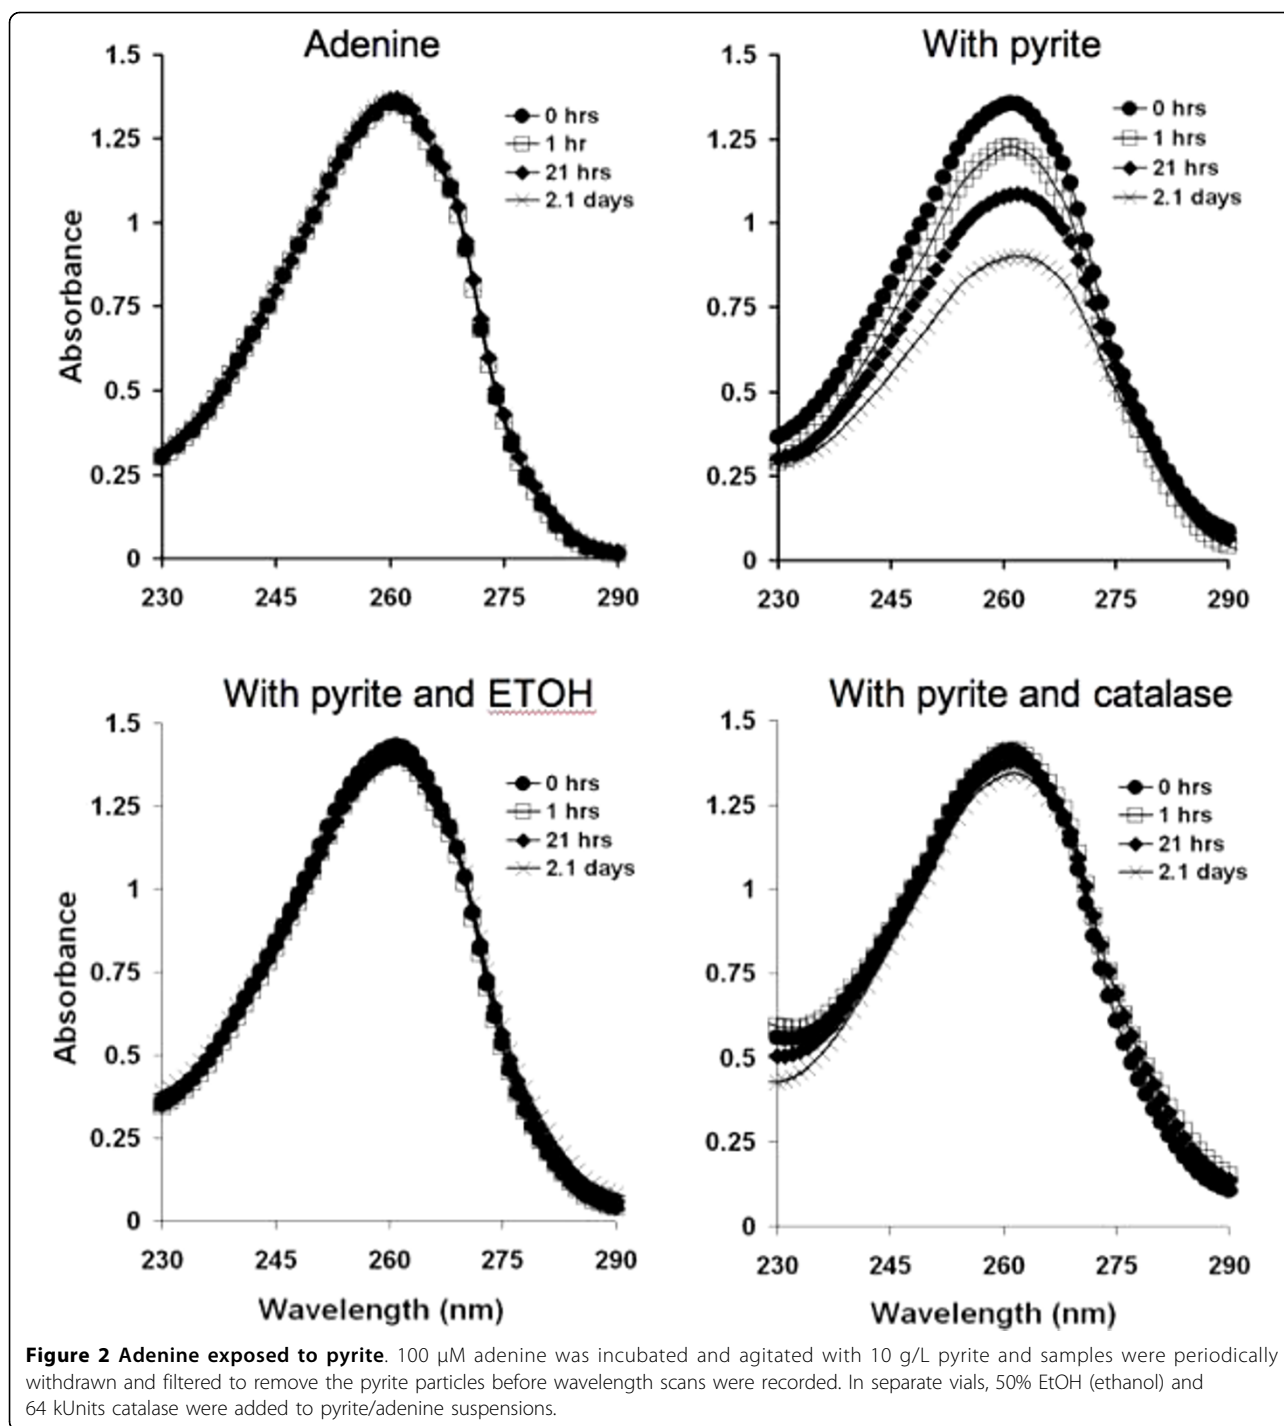 Adenine
1.5
1.25
1
0.75
0.5
0.25
0
Absorbance
0 hrs
1 hr
21 hrs
2.1 days
230 245 260 275 290
With pyrite
1.5
1.25
1
0.75
0.5
0.25
0
0 hrs
1 hrs
21 hrs
2.1 days
230 245 260 275 290
With pyrite and ETOH
1.5
1.25
1
0.75
0.5
0.25
0
Absorbance
0 hrs
1 hrs
21 hrs
2.1 days
230 245 260 275 290
Wavelength (nm)
With pyrite and catalase
1.5
1.25
1
0.75
0.5
0.25
0
0 hrs
1 hrs
21 hrs
2.1 days
230 245 260 275 290
Wavelength (nm)
Figure 2 Adenine exposed to pyrite. 100 μM adenine was incubated and agitated with 10 g/L pyrite and samples were periodically
withdrawn and filtered to remove the pyrite particles before wavelength scans were recorded. In separate vials, 50% EtOH (ethanol) and
64 kUnits catalase were added to pyrite/adenine suspensions.